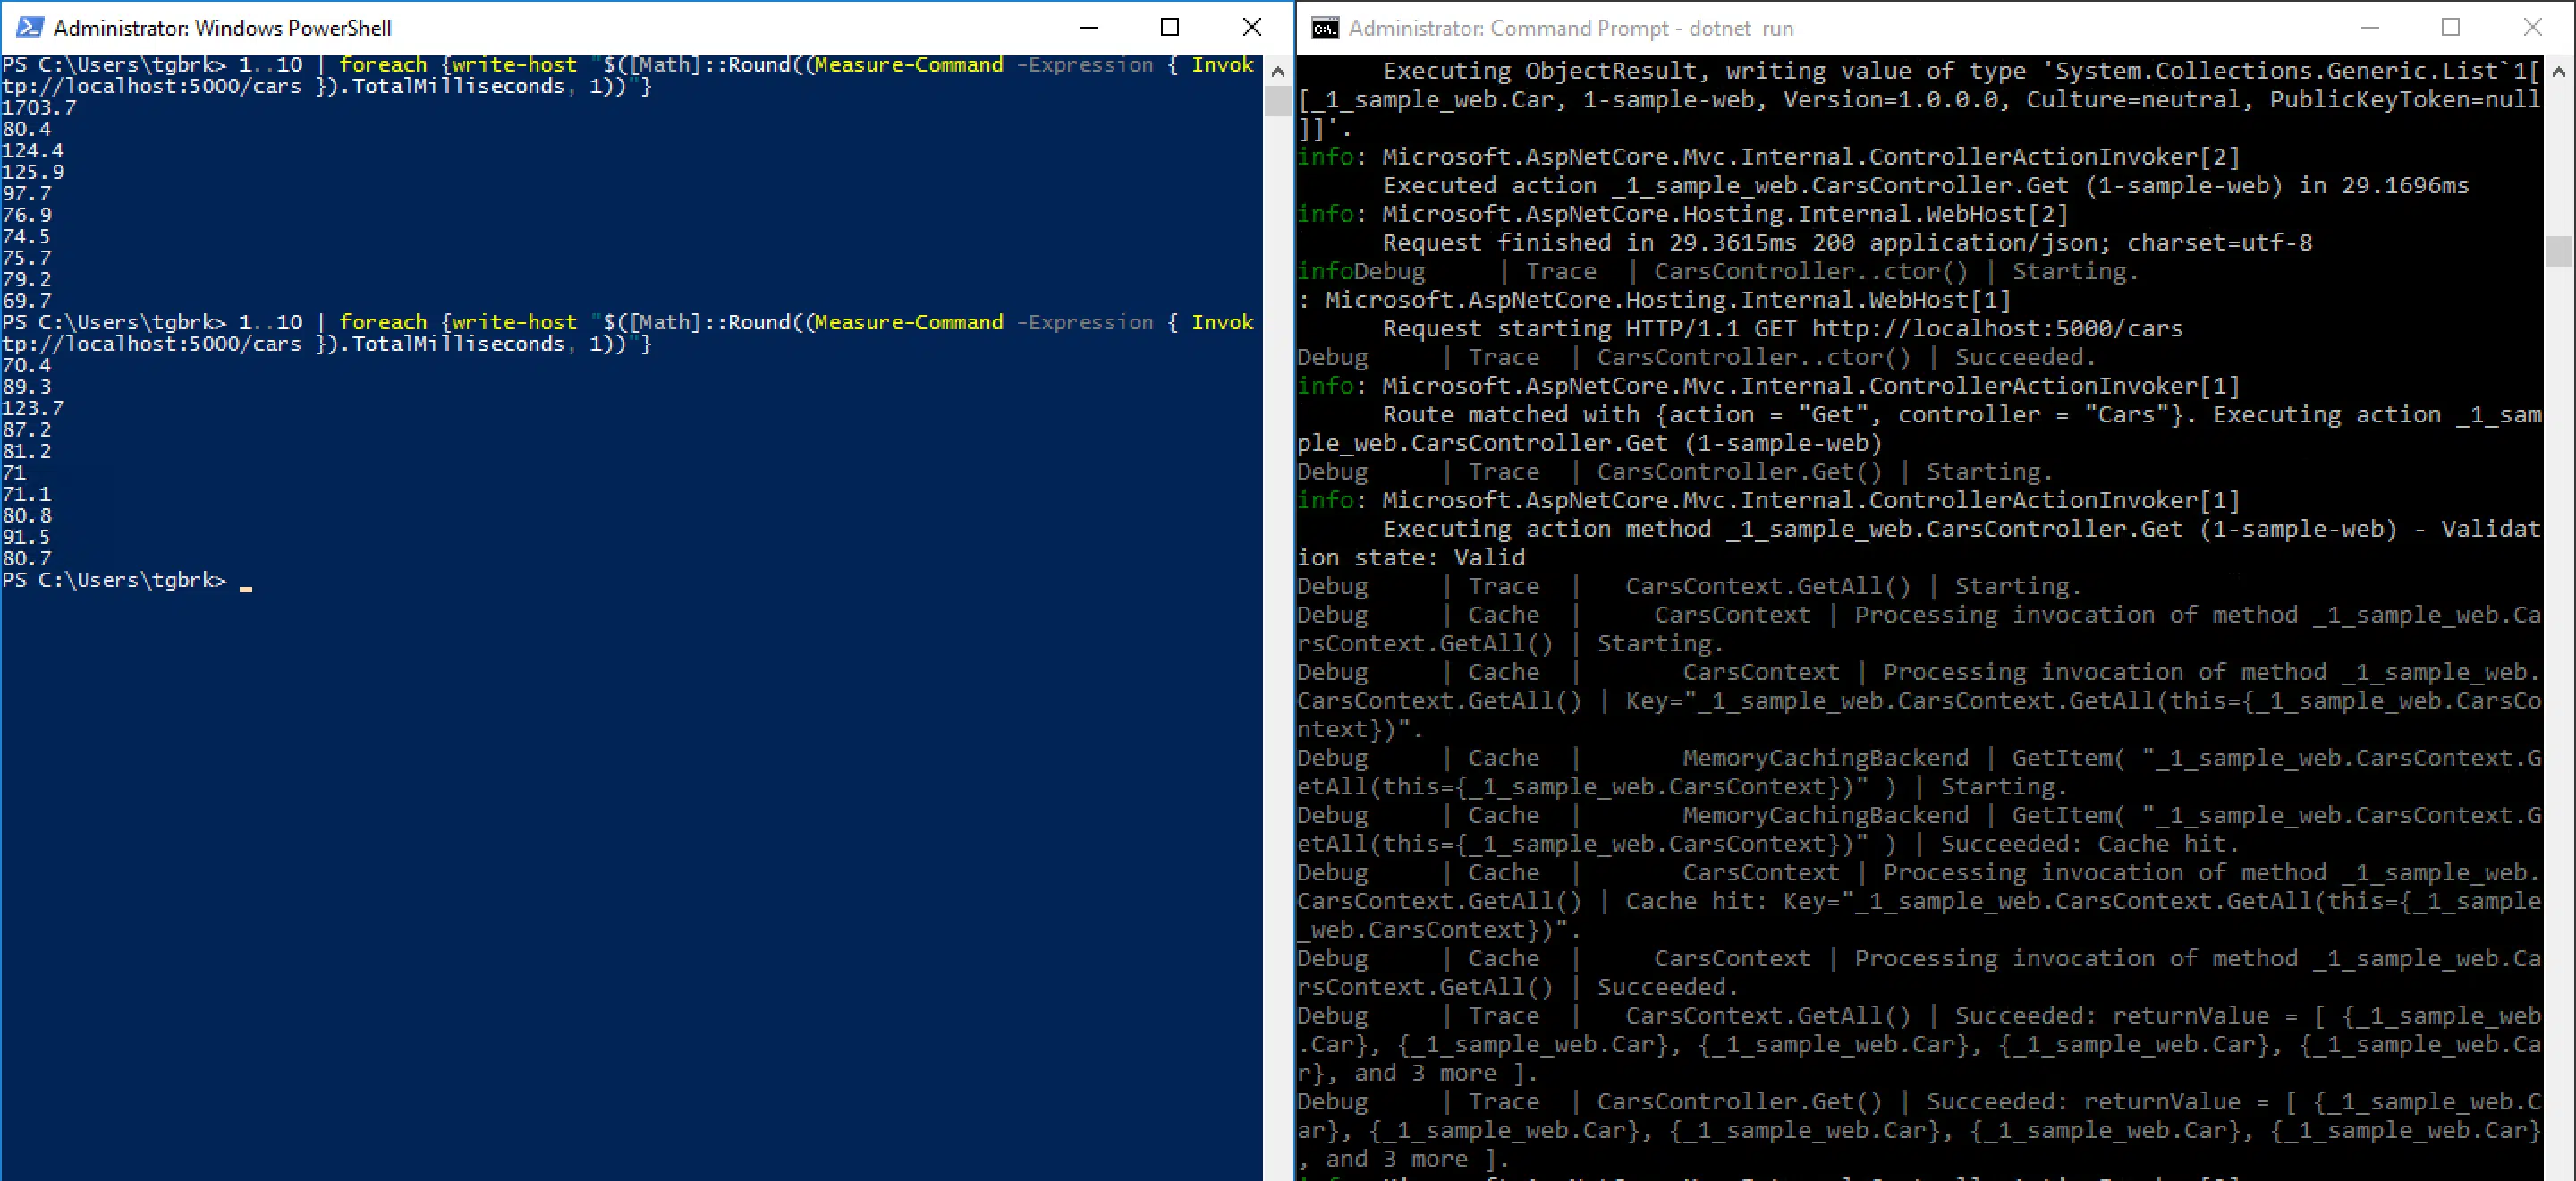 Administrator: Windows PowerShell
PS C:\Users\tgbrk> 1..10 | foreach {write-host "$([Math]::Round((Measure-Command -Expression { Invok
tp://localhost:5000/cars }).TotalMilliseconds, 1))"}
1703.7
80.4
124.4
125.9
97.7
76.9
74.5
75.7
79.2
69.7
PS C:\Users\tgbrk> 1..10 | foreach {write-host "$([Math]::Round((Measure-Command -Expression { Invok
tp://localhost:5000/cars }).TotalMilliseconds, 1))"}
70.4
89.3
123.7
87.2
81.2
71
71.1
80.8
91.5
80.7
PS C:\Users\tgbrk> _
Administrator: Command Prompt - dotnet run
Executing ObjectResult, writing value of type 'System.Collections.Generic.List`1[
[_1_sample_web.Car, 1-sample-web, Version=1.0.0.0, Culture=neutral, PublicKeyToken=null
]]'.
info: Microsoft.AspNetCore.Mvc.Internal.ControllerActionInvoker[2]
Executed action _1_sample_web.CarsController.Get (1-sample-web) in 29.1696ms
info: Microsoft.AspNetCore.Hosting.Internal.WebHost[2]
Request finished in 29.3615ms 200 application/json; charset=utf-8
infoDebug | Trace | CarsController..ctor() | Starting.
: Microsoft.AspNetCore.Hosting.Internal.WebHost[1]
Request starting HTTP/1.1 GET http://localhost:5000/cars
Debug | Trace | CarsController..ctor() | Succeeded.
info: Microsoft.AspNetCore.Mvc.Internal.ControllerActionInvoker[1]
Route matched with {action = "Get", controller = "Cars"}. Executing action _1_sam
ple_web.CarsController.Get (1-sample-web)
Debug | Trace | CarsController.Get() | Starting.
info: Microsoft.AspNetCore.Mvc.Internal.ControllerActionInvoker[1]
Executing action method _1_sample_web.CarsController.Get (1-sample-web) - Validat
ion state: Valid
Debug | Trace | CarsContext.GetAll() | Starting.
Debug | Cache | CarsContext | Processing invocation of method _1_sample_web.Ca
rsContext.GetAll() | Starting.
Debug | Cache | CarsContext | Processing invocation of method _1_sample_web.
CarsContext.GetAll() | Key="_1_sample_web.CarsContext.GetAll(this={_1_sample_web.CarsCo
ntext})".
Debug | Cache | MemoryCachingBackend | GetItem( "_1_sample_web.CarsContext.G
etAll(this={_1_sample_web.CarsContext})" ) | Starting.
Debug | Cache | MemoryCachingBackend | GetItem( "_1_sample_web.CarsContext.G
etAll(this={_1_sample_web.CarsContext})" ) | Succeeded: Cache hit.
Debug | Cache | CarsContext | Processing invocation of method _1_sample_web.
CarsContext.GetAll() | Cache hit: Key="_1_sample_web.CarsContext.GetAll(this={_1_sample
_web.CarsContext})".
Debug | Cache | CarsContext | Processing invocation of method _1_sample_web.Ca
rsContext.GetAll() | Succeeded.
Debug | Trace | CarsContext.GetAll() | Succeeded: returnValue = [ {_1_sample_web
.Car}, {_1_sample_web.Car}, {_1_sample_web.Car}, {_1_sample_web.Car}, {_1_sample_web.Ca
r}, and 3 more ].
Debug | Trace | CarsController.Get() | Succeeded: returnValue = [ {_1_sample_web.C
ar}, {_1_sample_web.Car}, {_1_sample_web.Car}, {_1_sample_web.Car}, {_1_sample_web.Car}
, and 3 more ].